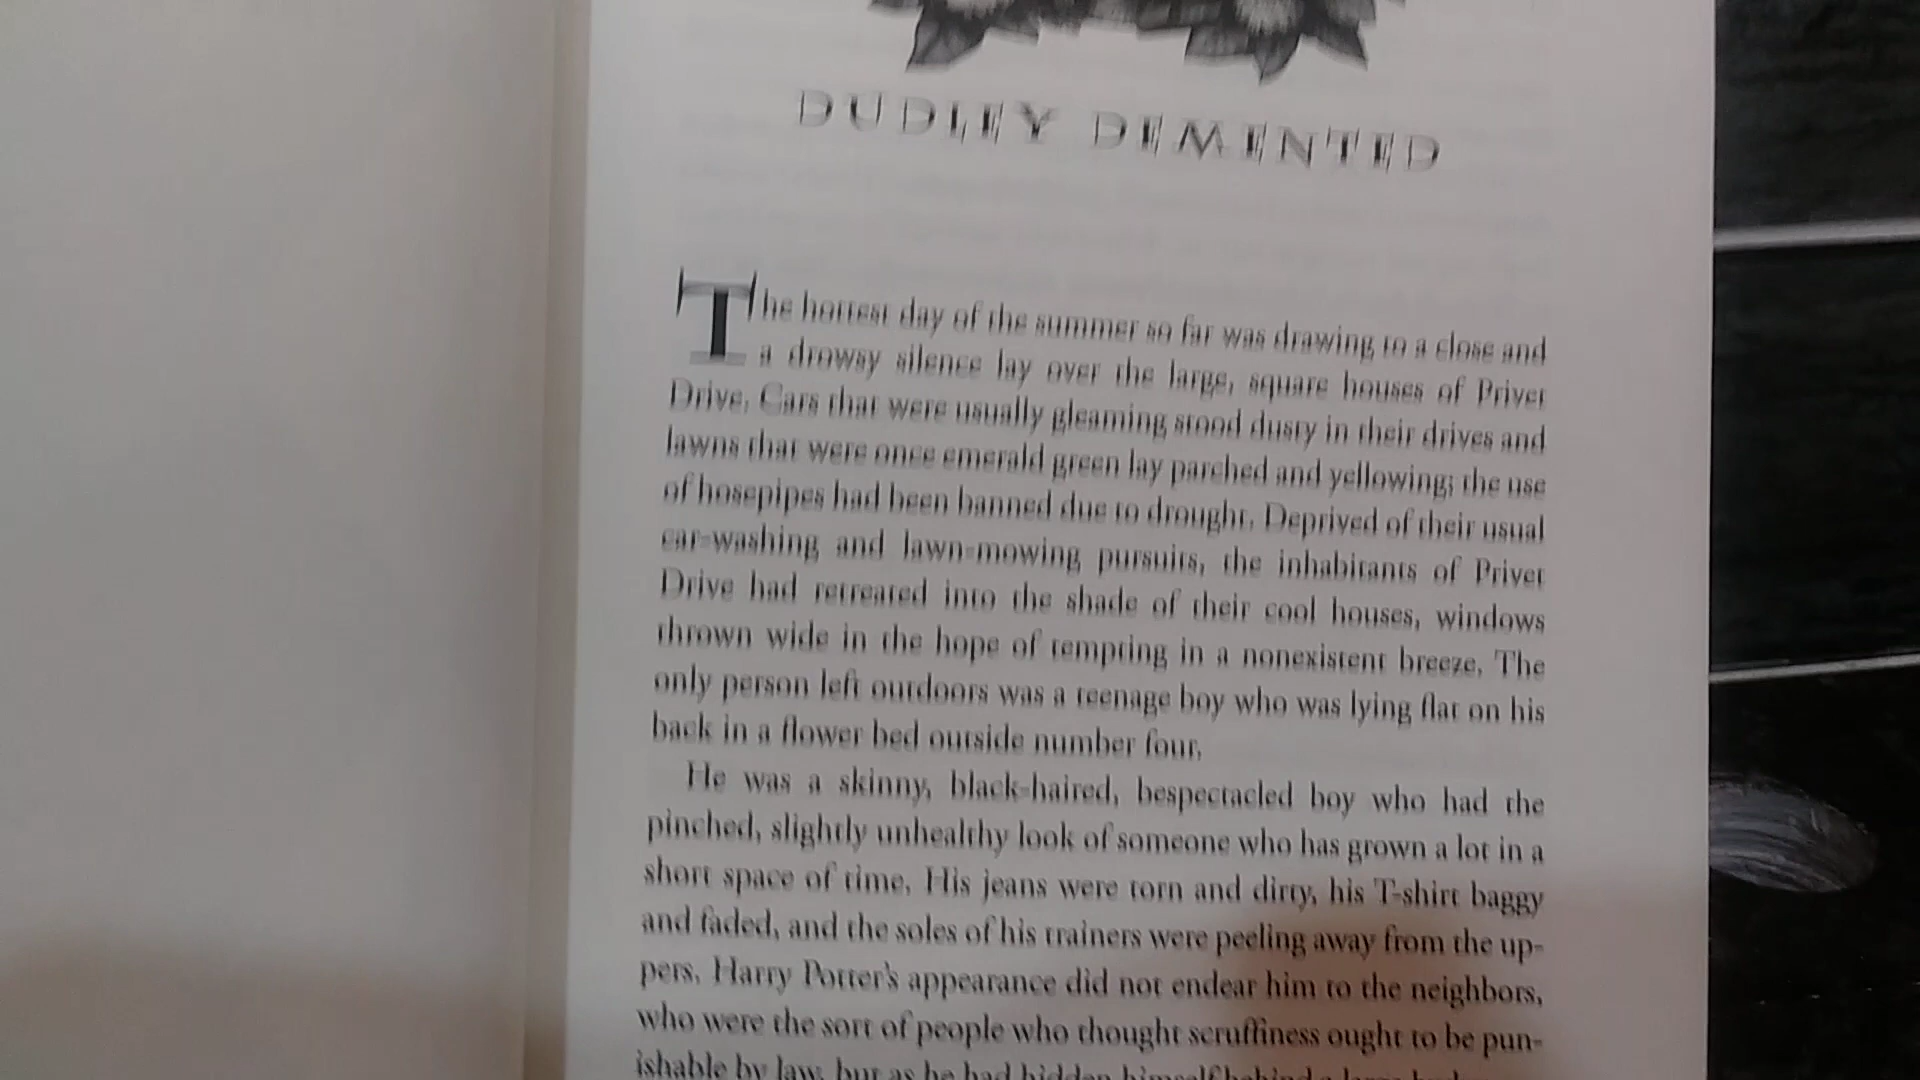 DUDLEY DEMENTED
The hottest day of the summer so far was drawing to a close and
a drowsy silence lay over the large, square houses of Privet
Drive. Cars that were usually gleaming stood dusty in their drives and
lawns that were once emerald green lay parched and yellowing; the use
of hosepipes had been banned due to drought. Deprived of their usual
car-washing and lawn-mowing pursuits, the inhabitants of Privet
Drive had retreated into the shade of their cool houses, windows
thrown wide in the hope of tempting in a nonexistent breeze. The
only person left outdoors was a teenage boy who was lying flat on his
back in a flower bed outside number four.
He was a skinny, black-haired, bespectacled boy who had the
pinched, slightly unhealthy look of someone who has grown a lot in a
short space of time. His jeans were torn and dirty, his T-shirt baggy
and faded, and the soles of his trainers were peeling away from the up-
pers. Harry Potter's appearance did not endear him to the neighbors,
who were the sort of people who thought scruffiness ought to be pun-
ishable by law, but as he had hidden himself behind a large